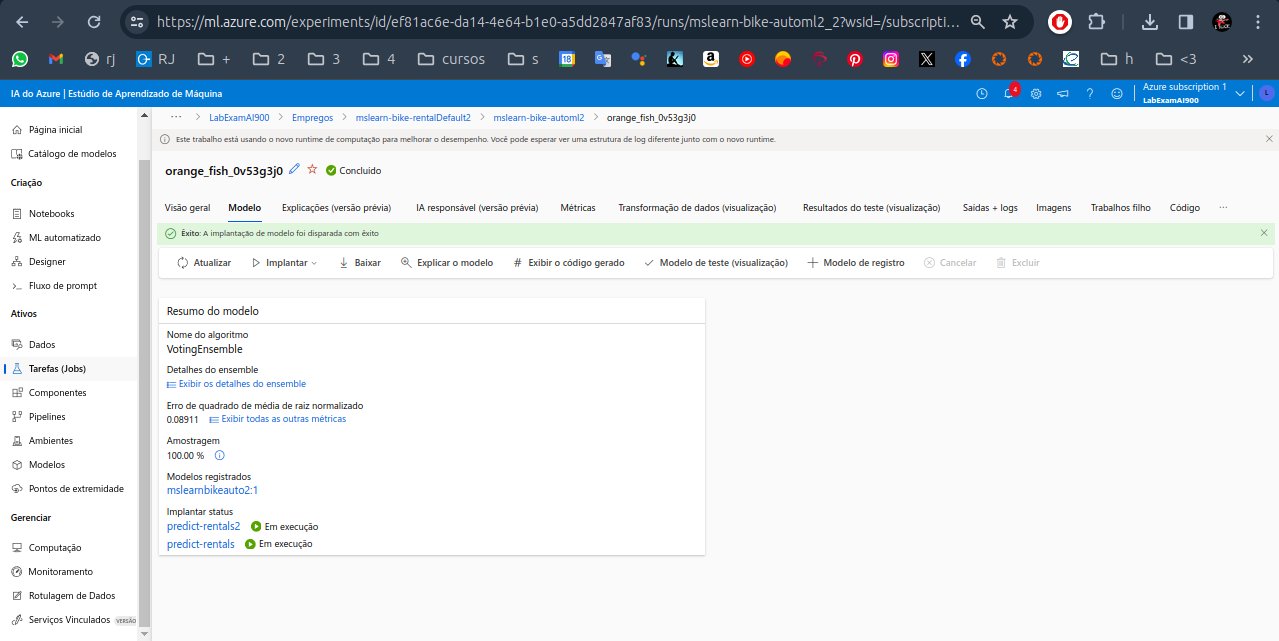 https://ml.azure.com/experiments/id/ef81ac6e-da14-4e64-b1e0-a5dd2847af83/runs/mslearn-bike-automl2_2?wsid=/subscripti...
rj RJ + 2 3 4 cursos s 18 h <3 »
IA do Azure | Estúdio de Aprendizado de Máquina
4
Azure subscription 1
LabExamAI900
L
Página inicial
Catálogo de modelos
Criação
Notebooks
ML automatizado
Designer
Fluxo de prompt
Ativos
Dados
Tarefas (Jobs)
Componentes
Pipelines
Ambientes
Modelos
Pontos de extremidade
Gerenciar
Computação
Monitoramento
Rotulagem de Dados
Serviços Vinculados VERSÃO
... > LabExamAI900 > Empregos > mslearn-bike-rentalDefault2 > mslearn-bike-automl2 > orange_fish_0v53g3j0
Este trabalho está usando o novo runtime de computação para melhorar o desempenho. Você pode esperar ver uma estrutura de log diferente junto com o novo runtime.
orange_fish_0v53g3j0 Concluído
Visão geral Modelo Explicações (versão prévia) IA responsável (versão prévia) Métricas Transformação de dados (visualização) Resultados do teste (visualização) Saídas + logs Imagens Trabalhos filho Código ...
Êxito: A implantação de modelo foi disparada com êxito
Atualizar Implantar Baixar Explicar o modelo # Exibir o código gerado Modelo de teste (visualização) Modelo de registro Cancelar Excluir
Resumo do modelo
Nome do algoritmo
VotingEnsemble
Detalhes do ensemble
Exibir os detalhes do ensemble
Erro de quadrado de média de raiz normalizado
0.08911 Exibir todas as outras métricas
Amostragem
100.00 %
Modelos registrados
mslearnbikeauto2:1
Implantar status
predict-rentals2 Em execução
predict-rentals Em execução